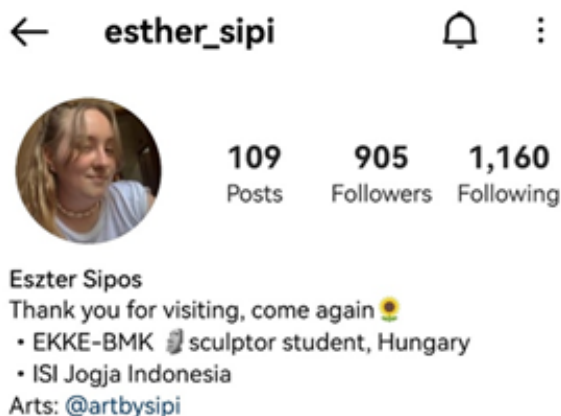 esther_sipi
109 905 1,160
Posts Followers Following
Eszter Sipos
Thank you for visiting, come again🌻
• EKKE-BMK 🗿sculptor student, Hungary
• ISI Jogja Indonesia
Arts: @artbysipi